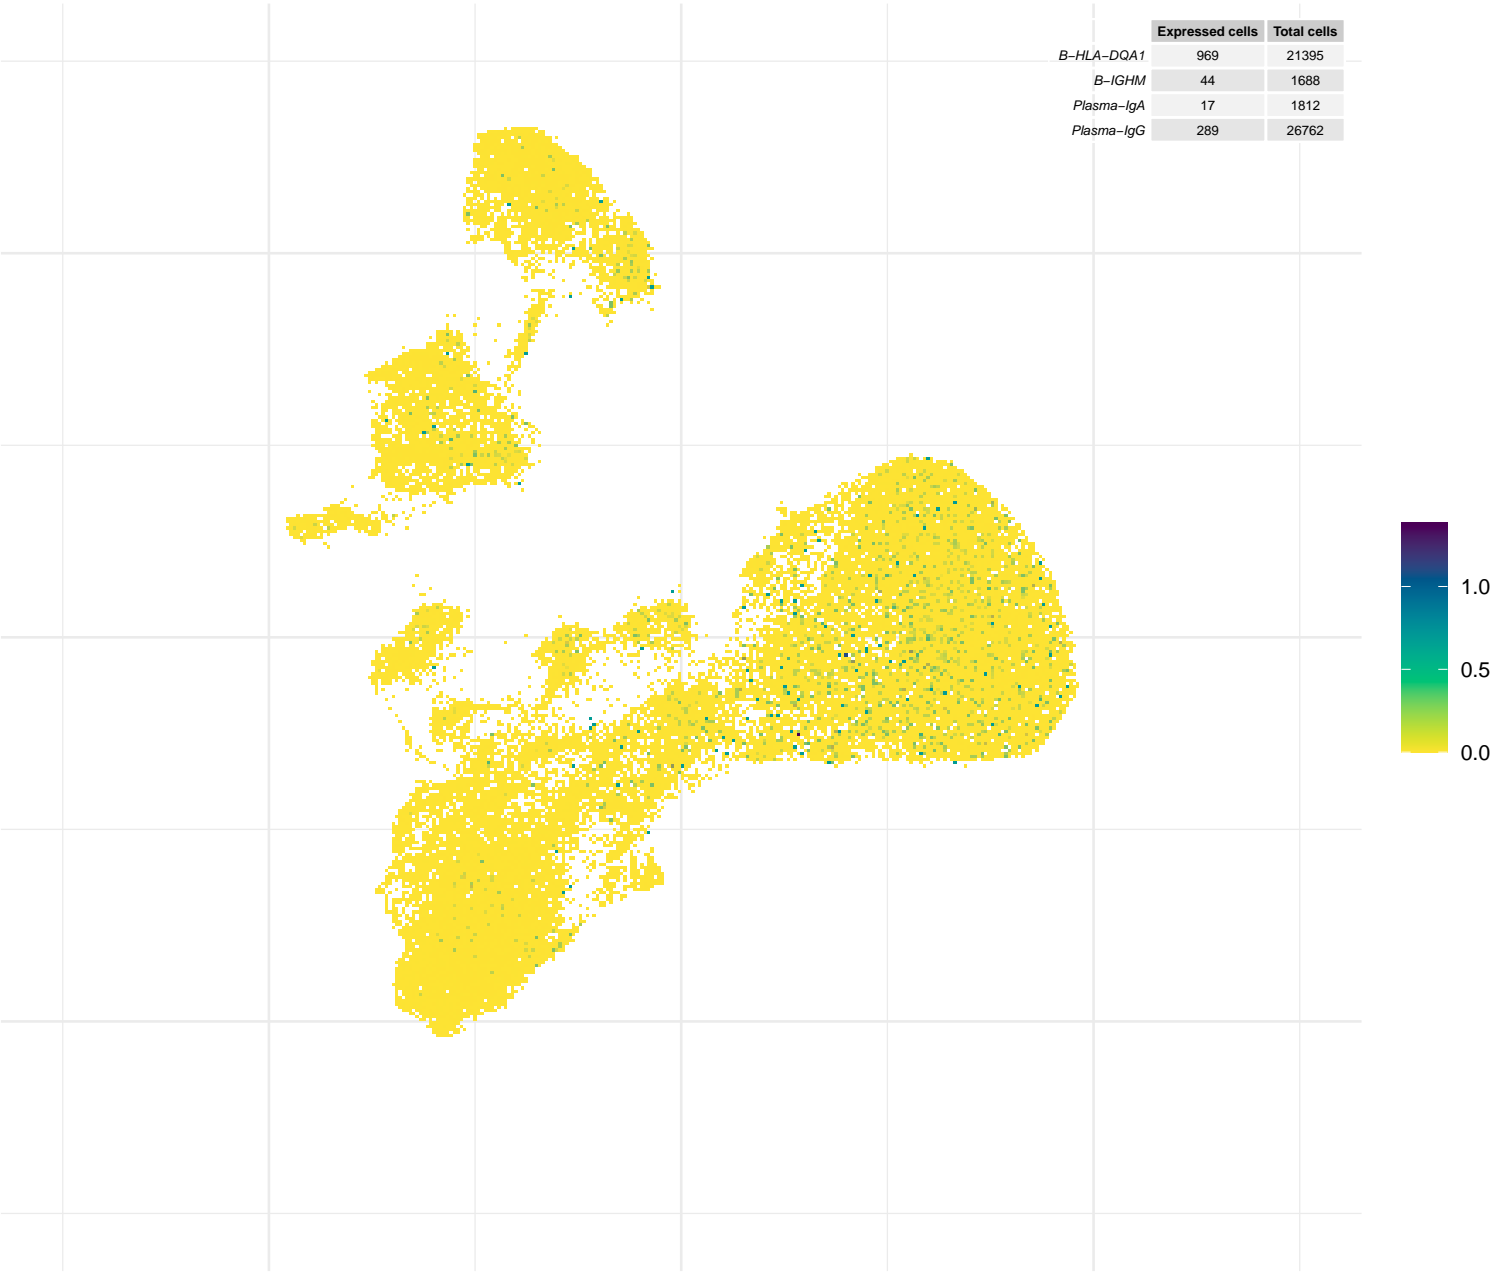 Expressed cells Total cells
B−HLA−DQA1 969 21395
B−IGHM 44 1688
Plasma−IgA 17 1812
Plasma−IgG 289 26762
1.0
0.5
0.0